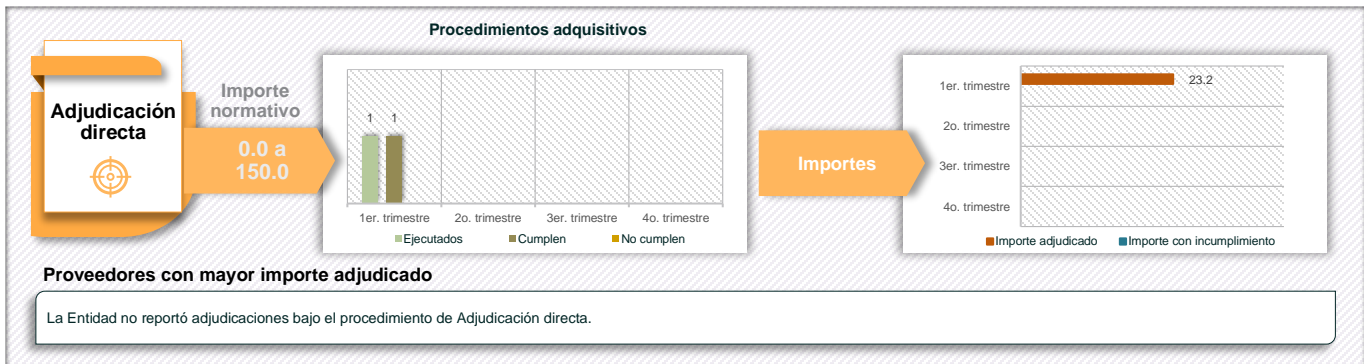 Procedimientos adquisitivos
Adjudicación
directa
Importe
normativo
0.0 a
150.0
1 1
1er. trimestre 2o. trimestre 3er. trimestre 4o. trimestre
Ejecutados Cumplen No cumplen
Importes
1er. trimestre 23.2
2o. trimestre
3er. trimestre
4o. trimestre
Importe adjudicado Importe con incumplimiento
Proveedores con mayor importe adjudicado
La Entidad no reportó adjudicaciones bajo el procedimiento de Adjudicación directa.